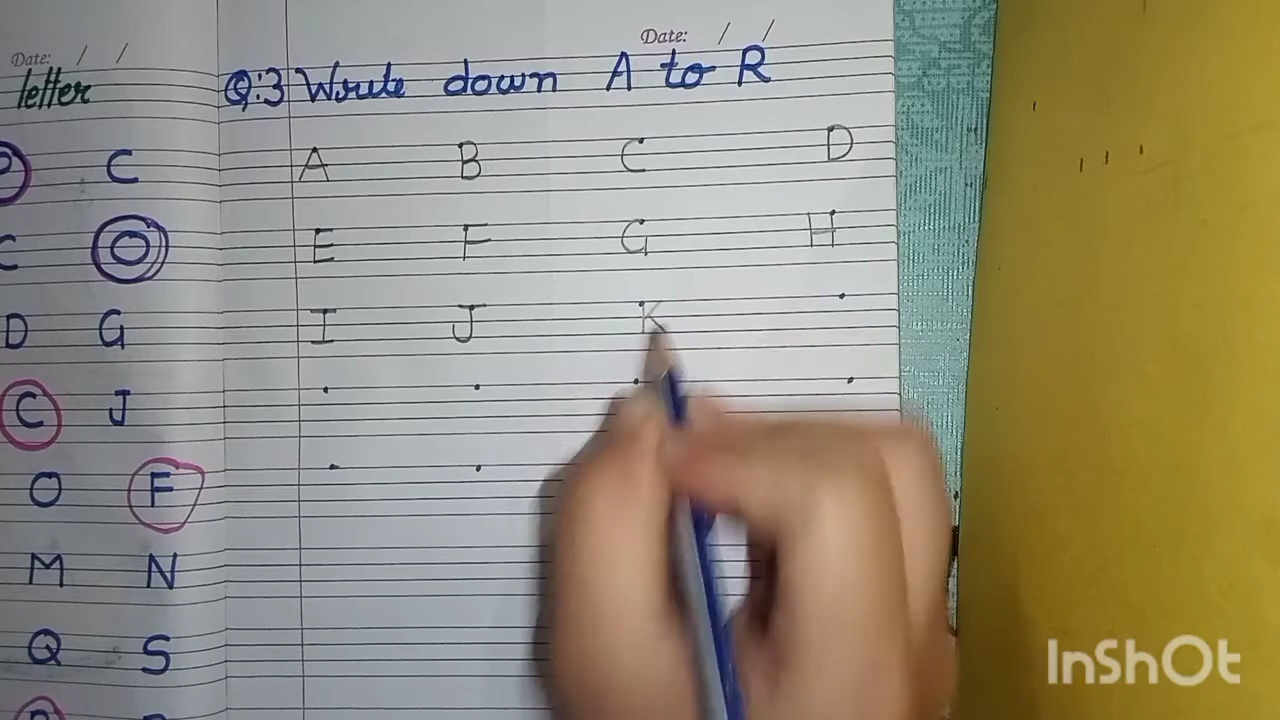 Date: / /
letter
C
O
D G
C J
O F
M N
Q S
Date: / /
Q:3 Write down A to R
A B C D
E F G H
I J K
InShOt